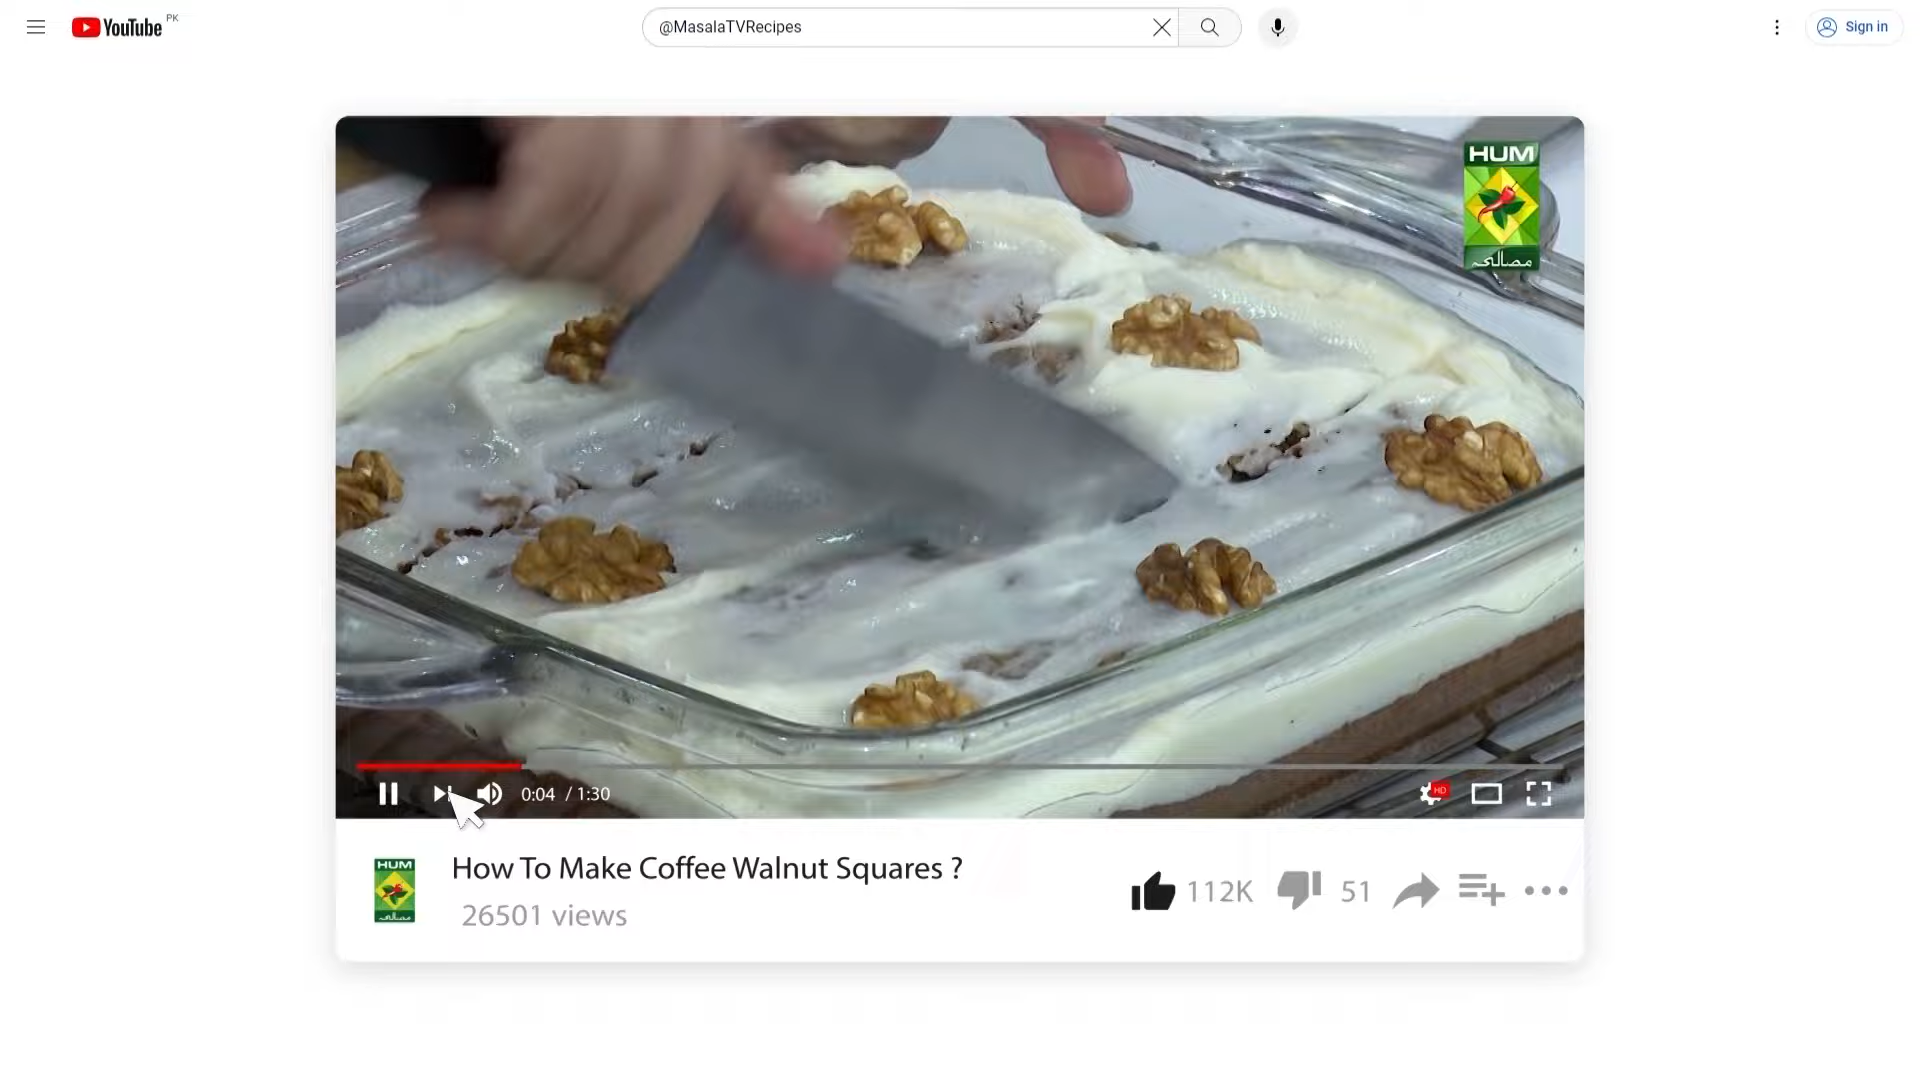 YouTube PK
@MasalaTVRecipes
Sign in
HUM
مصالحہ
HD
0:04 / 1:30
HUM
مصالحہ
How To Make Coffee Walnut Squares ?
26501 views
112K
51